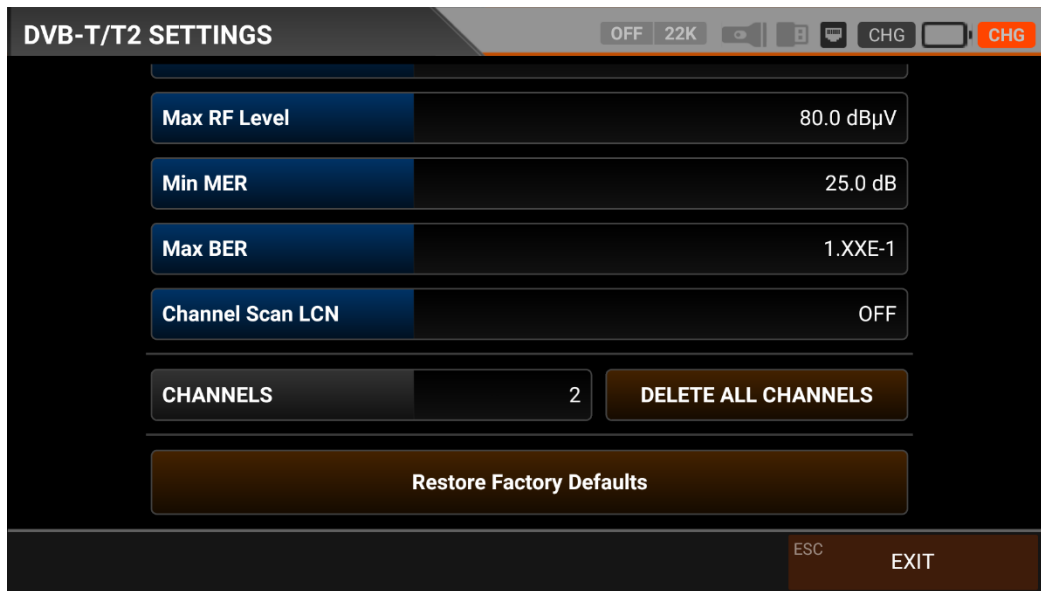 DVB-T/T2 SETTINGS OFF 22K CHG CHG
Max RF Level 80.0 dBµV
Min MER 25.0 dB
Max BER 1.XXE-1
Channel Scan LCN OFF
CHANNELS 2 DELETE ALL CHANNELS
Restore Factory Defaults
ESC EXIT